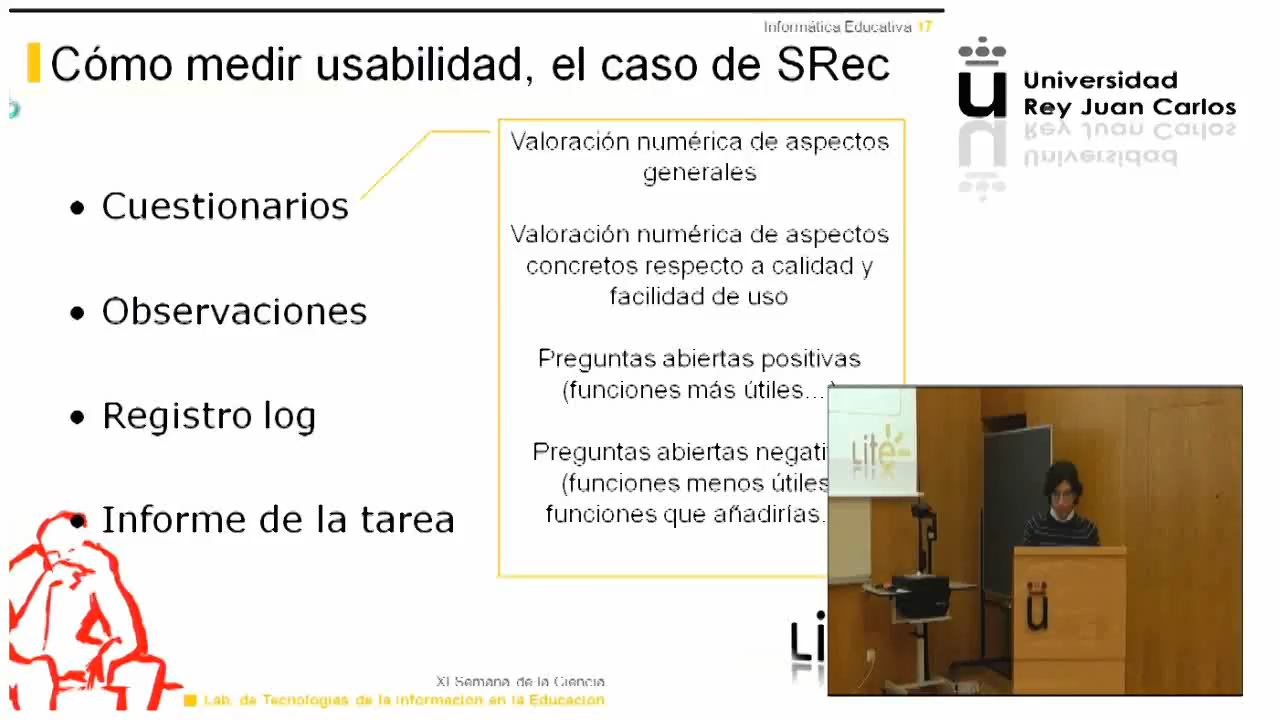 Informática Educativa 17
Cómo medir usabilidad, el caso de SRec
Universidad
Rey Juan Carlos
• Cuestionarios
• Observaciones
• Registro log
• Informe de la tarea
Valoración numérica de aspectos
generales
Valoración numérica de aspectos
concretos respecto a calidad y
facilidad de uso
Preguntas abiertas positivas
(funciones más útiles...)
Preguntas abiertas
(funciones menos útiles
funciones que añadirías.
Lite
XI Semana de la Ciencia
Lab. de Tecnologías de la Información en la Educación